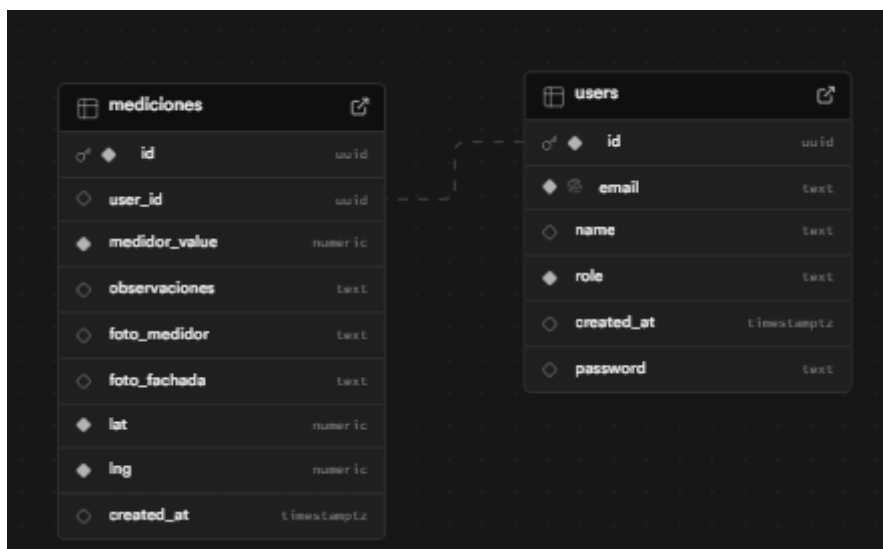 mediciones
id uuid
user_id uuid
medidor_value numeric
observaciones text
foto_medidor text
foto_fachada text
lat numeric
lng numeric
created_at timestamptz
users
id uuid
email text
name text
role text
created_at timestamptz
password text